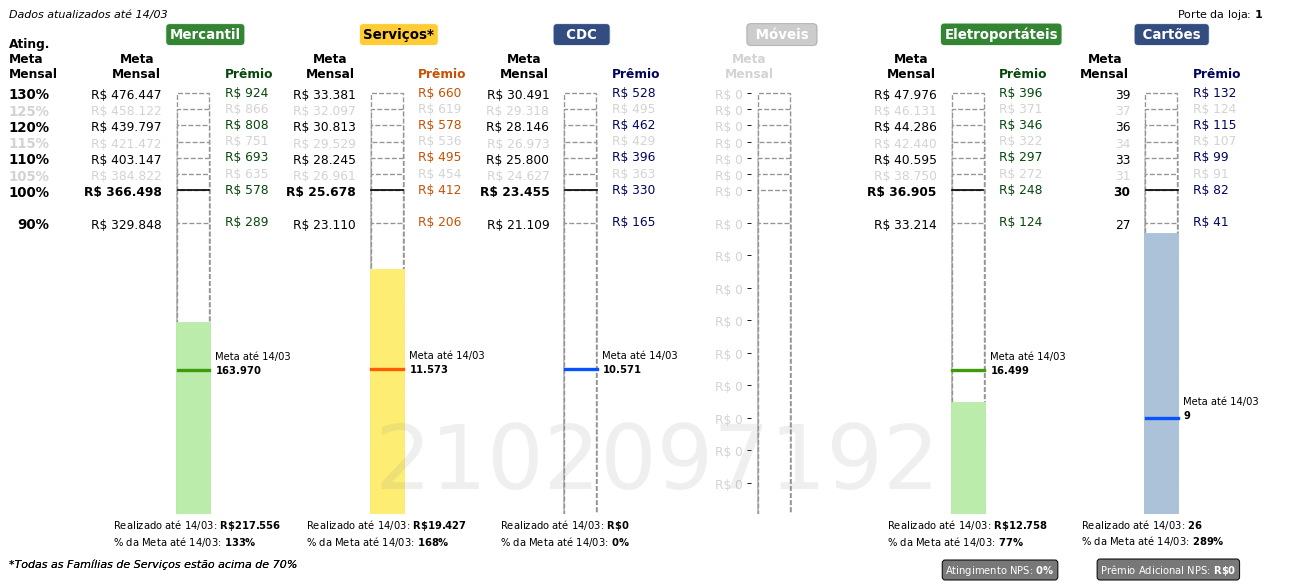 Dados atualizados até 14/03
Porte da loja: 1
Mercantil Serviços* CDC Móveis Eletroportáteis Cartões
Ating.
Meta Meta Meta Meta Meta Meta Meta
Mensal Mensal Prêmio Mensal Prêmio Mensal Prêmio Mensal Mensal Prêmio Mensal Prêmio
130% R$ 476.447 R$ 924 R$ 33.381 R$ 660 R$ 30.491 R$ 528 R$ 0 R$ 47.976 R$ 396 39 R$ 132
125% R$ 458.122 R$ 866 R$ 32.097 R$ 619 R$ 29.318 R$ 495 R$ 0 R$ 46.131 R$ 371 37 R$ 124
120% R$ 439.797 R$ 808 R$ 30.813 R$ 578 R$ 28.146 R$ 462 R$ 0 R$ 44.286 R$ 346 36 R$ 115
115% R$ 421.472 R$ 751 R$ 29.529 R$ 536 R$ 26.973 R$ 429 R$ 0 R$ 42.440 R$ 322 34 R$ 107
110% R$ 403.147 R$ 693 R$ 28.245 R$ 495 R$ 25.800 R$ 396 R$ 0 R$ 40.595 R$ 297 33 R$ 99
105% R$ 384.822 R$ 635 R$ 26.961 R$ 454 R$ 24.627 R$ 363 R$ 0 R$ 38.750 R$ 272 31 R$ 91
100% R$ 366.498 R$ 578 R$ 25.678 R$ 412 R$ 23.455 R$ 330 R$ 0 R$ 36.905 R$ 248 30 R$ 82
90% R$ 329.848 R$ 289 R$ 23.110 R$ 206 R$ 21.109 R$ 165 R$ 0 R$ 33.214 R$ 124 27 R$ 41
R$ 0
R$ 0
R$ 0
R$ 0
Meta até 14/03 Meta até 14/03 Meta até 14/03 Meta até 14/03
163.970 11.573 10.571 16.499
R$ 0
Meta até 14/03
9
R$ 0
R$ 0
R$ 0
2102097192
Realizado até 14/03: R$217.556 Realizado até 14/03: R$19.427 Realizado até 14/03: R$0 Realizado até 14/03: R$12.758 Realizado até 14/03: 26
% da Meta até 14/03: 133% % da Meta até 14/03: 168% % da Meta até 14/03: 0% % da Meta até 14/03: 77% % da Meta até 14/03: 289%
*Todas as Famílias de Serviços estão acima de 70%
Atingimento NPS: 0% Prêmio Adicional NPS: R$0